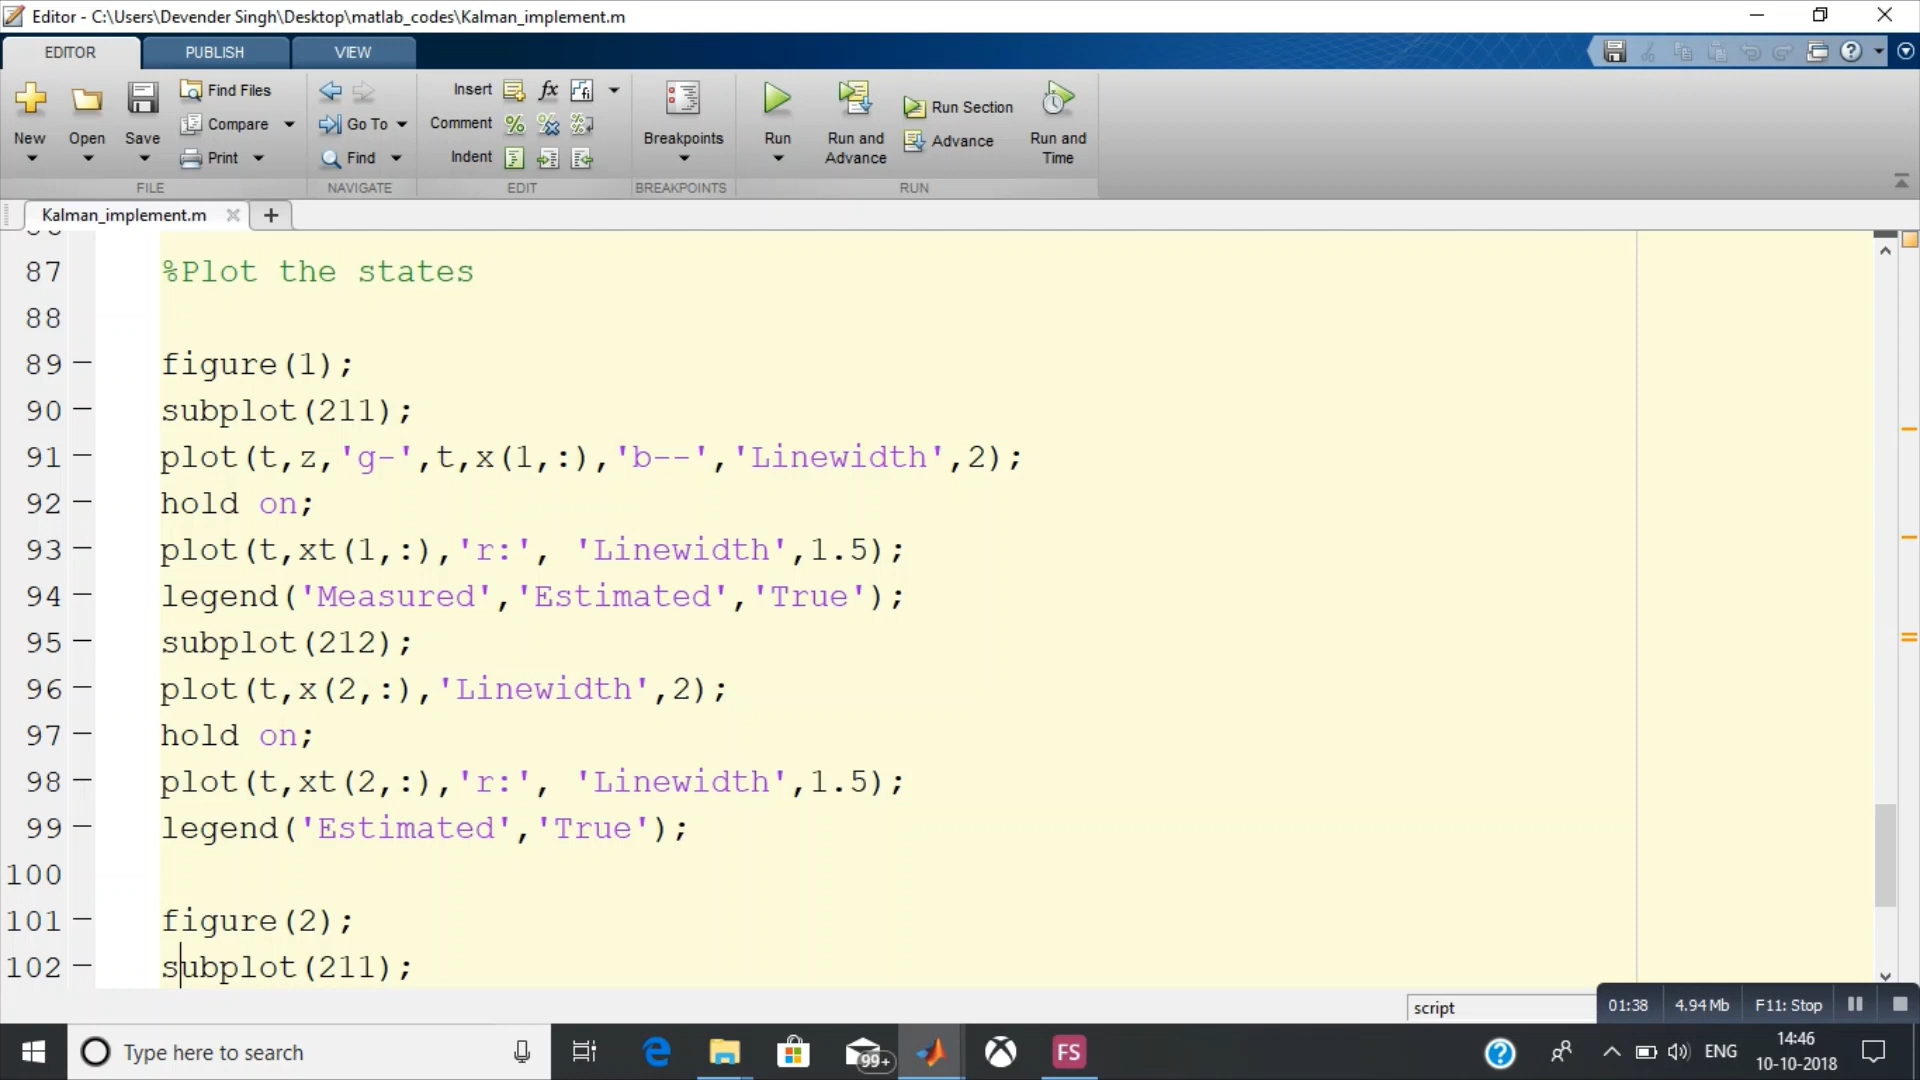 Editor - C:\Users\Devender Singh\Desktop\matlab_codes\Kalman_implement.m
EDITOR PUBLISH VIEW
New Open Save Find Files Compare Print
Go To Find
Insert fx
Comment
Indent
Breakpoints
Run Run and Advance Run Section Advance Run and Time
FILE NAVIGATE EDIT BREAKPOINTS RUN
Kalman_implement.m
87 %Plot the states
88
89 figure(1);
90 subplot(211);
91 plot(t,z,'g-',t,x(1,:),'b--','Linewidth',2);
92 hold on;
93 plot(t,xt(1,:),'r:', 'Linewidth',1.5);
94 legend('Measured','Estimated','True');
95 subplot(212);
96 plot(t,x(2,:),'Linewidth',2);
97 hold on;
98 plot(t,xt(2,:),'r:', 'Linewidth',1.5);
99 legend('Estimated','True');
100
101 figure(2);
102 subplot(211);
script 01:38 4.94 Mb F11: Stop
Type here to search 99+ FS ENG 14:46
10-10-2018